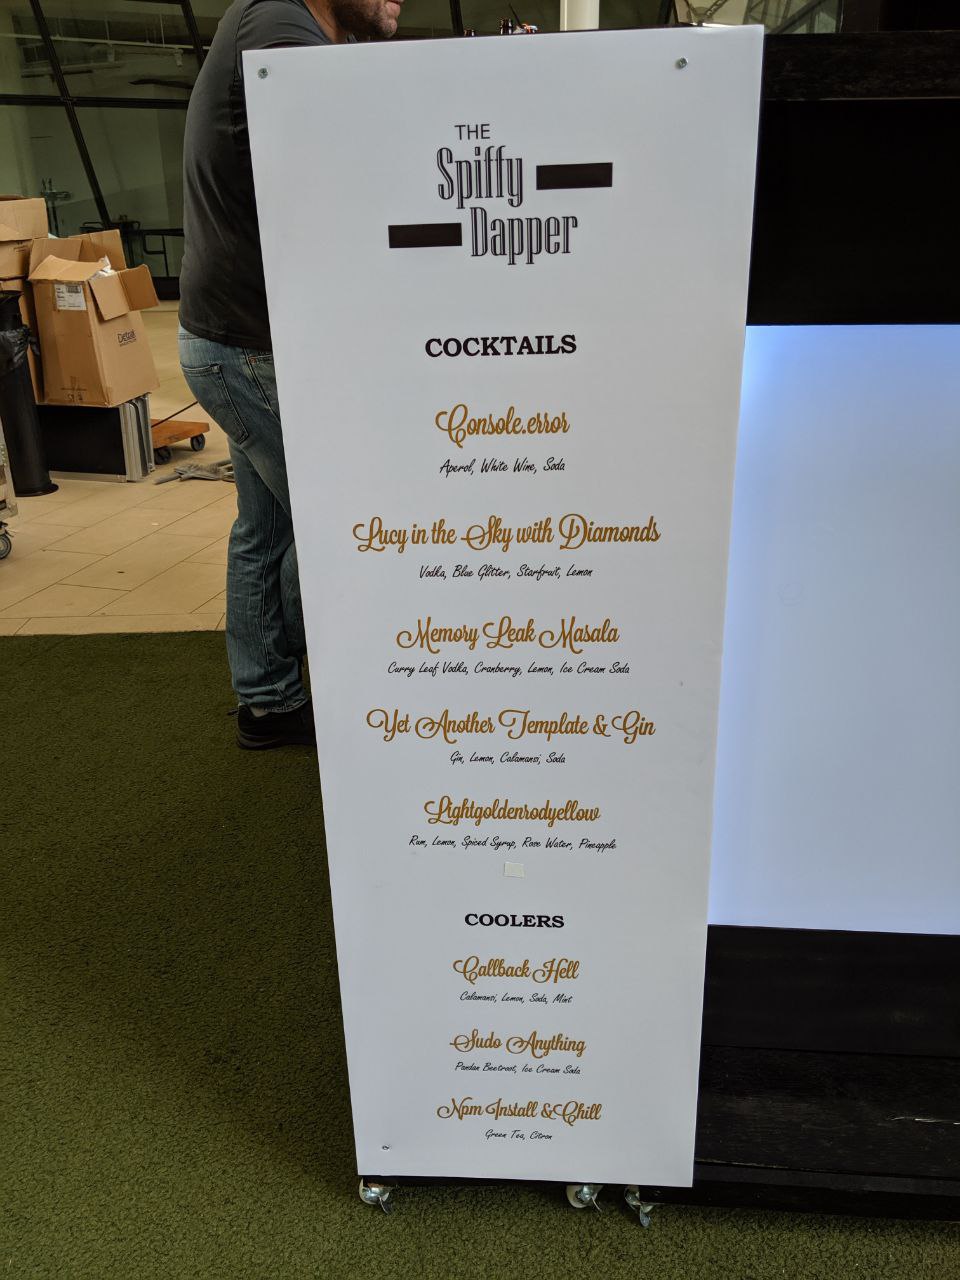 THE
Spiffy
Dapper
COCKTAILS
Console.error
Aperol, White Wine, Soda
Lucy in the Sky with Diamonds
Vodka, Blue Glitter, Starfruit, Lemon
Memory Leak Masala
Curry Leaf Vodka, Cranberry, Lemon, Ice Cream Soda
Yet Another Template & Gin
Gin, Lemon, Calamansi, Soda
Lightgoldenrodyellow
Rum, Lemon, Spiced Syrup, Rose Water, Pineapple
COOLERS
Callback Hell
Calamansi, Lemon, Soda, Mint
Sudo Anything
Pandan Beetroot, Ice Cream Soda
Npm Install & Chill
Green Tea, Citron